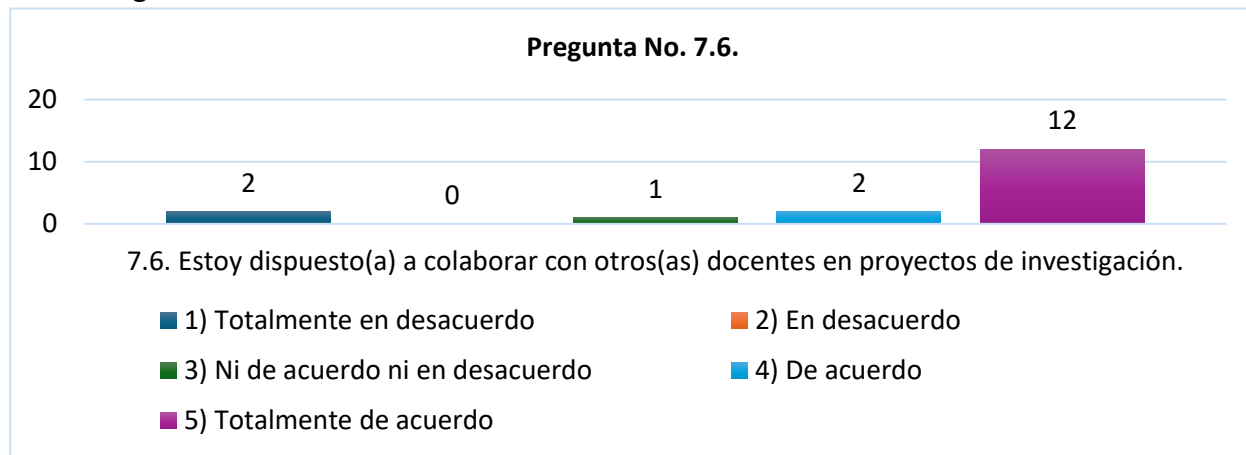 Pregunta No. 7.6.
20
10
0
2
0
1
2
12
7.6. Estoy dispuesto(a) a colaborar con otros(as) docentes en proyectos de investigación.
1) Totalmente en desacuerdo
2) En desacuerdo
3) Ni de acuerdo ni en desacuerdo
4) De acuerdo
5) Totalmente de acuerdo